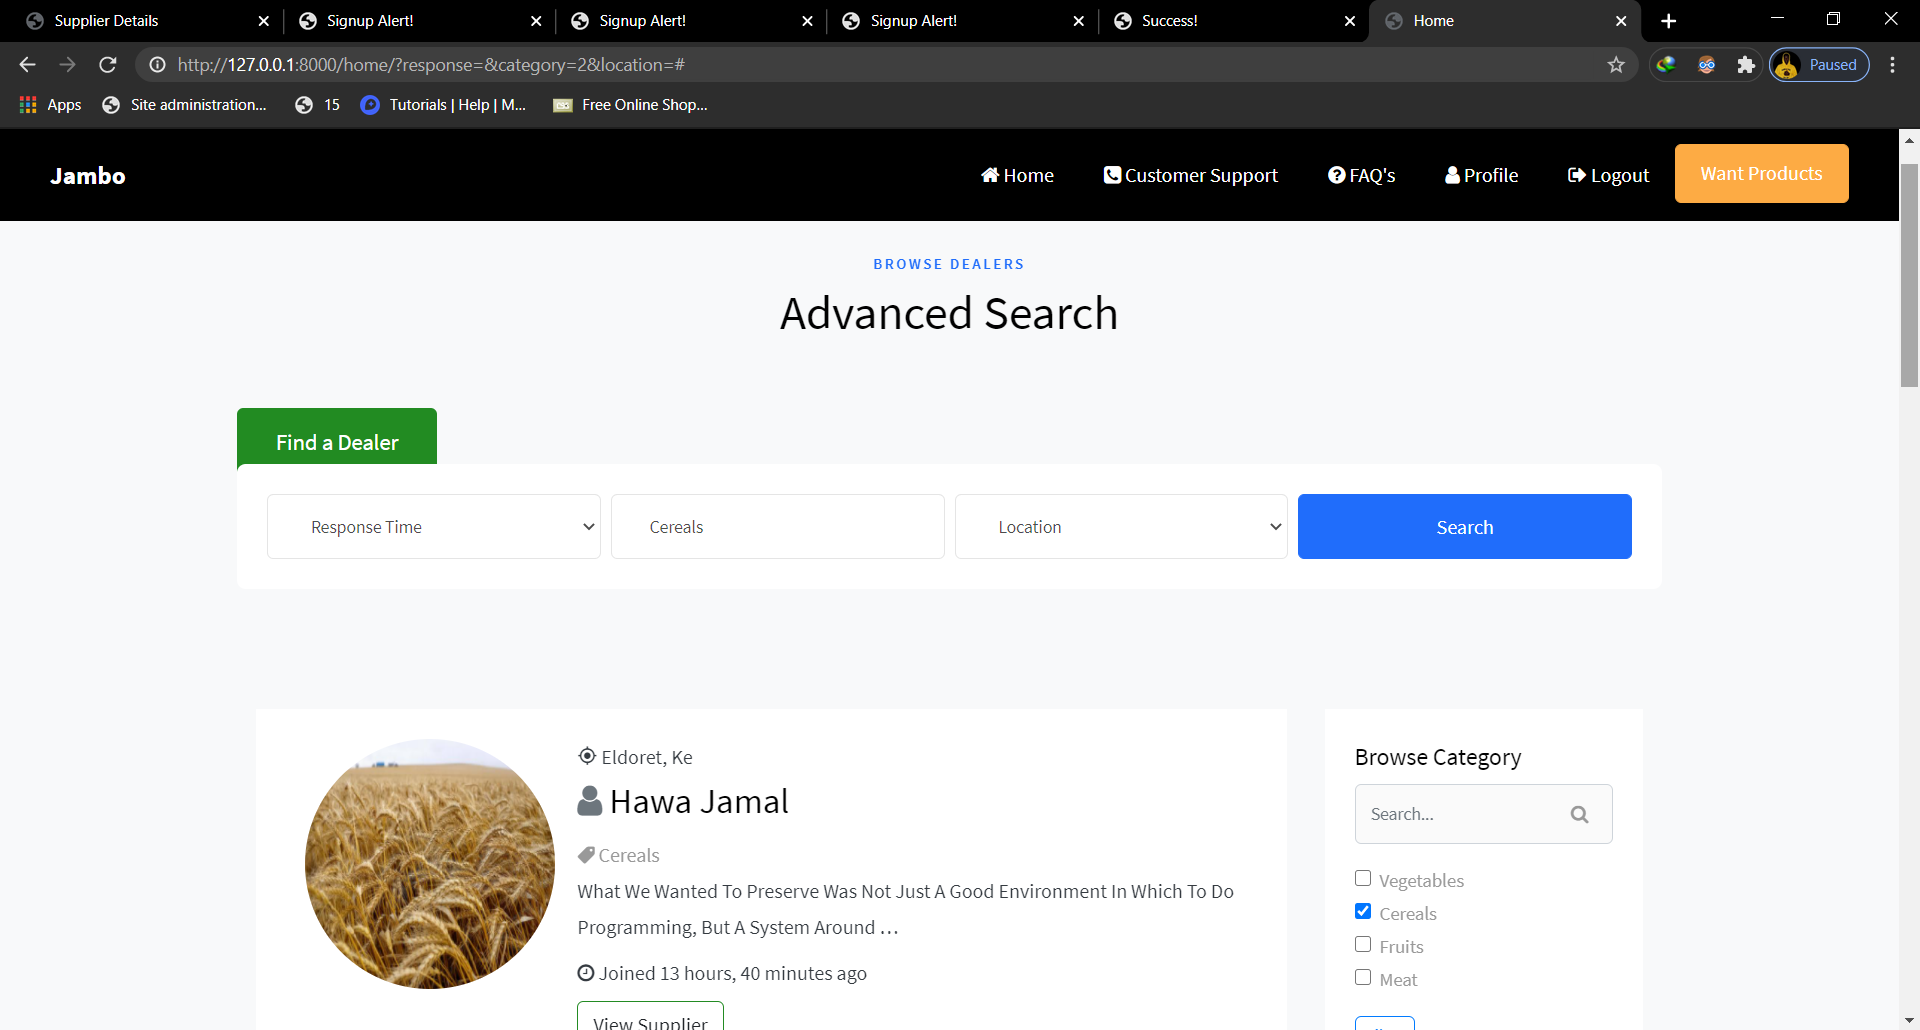 Supplier Details
Signup Alert!
Signup Alert!
Signup Alert!
Success!
Home
http://127.0.0.1:8000/home/?response=&category=2&location=#
Paused
Apps
Site administration...
15
Tutorials | Help | M...
Free Online Shop...
Jambo
Home
Customer Support
FAQ's
Profile
Logout
Want Products
BROWSE DEALERS
Advanced Search
Find a Dealer
Response Time
Cereals
Location
Search
Eldoret, Ke
Hawa Jamal
Cereals
What We Wanted To Preserve Was Not Just A Good Environment In Which To Do
Programming, But A System Around …
Joined 13 hours, 40 minutes ago
View Supplier
Browse Category
Search...
Vegetables
Cereals
Fruits
Meat